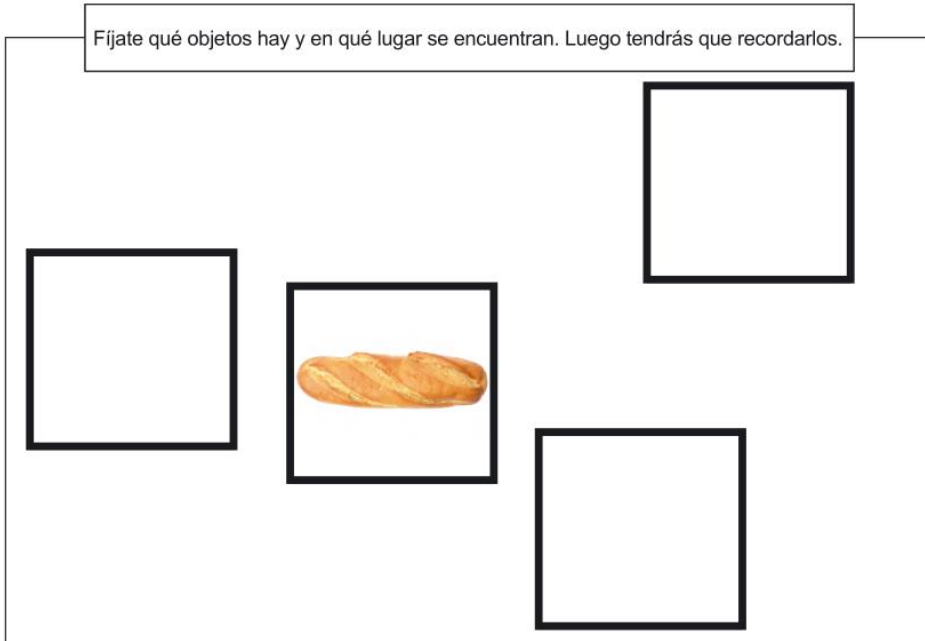 Fíjate qué objetos hay y en qué lugar se encuentran. Luego tendrás que recordarlos.